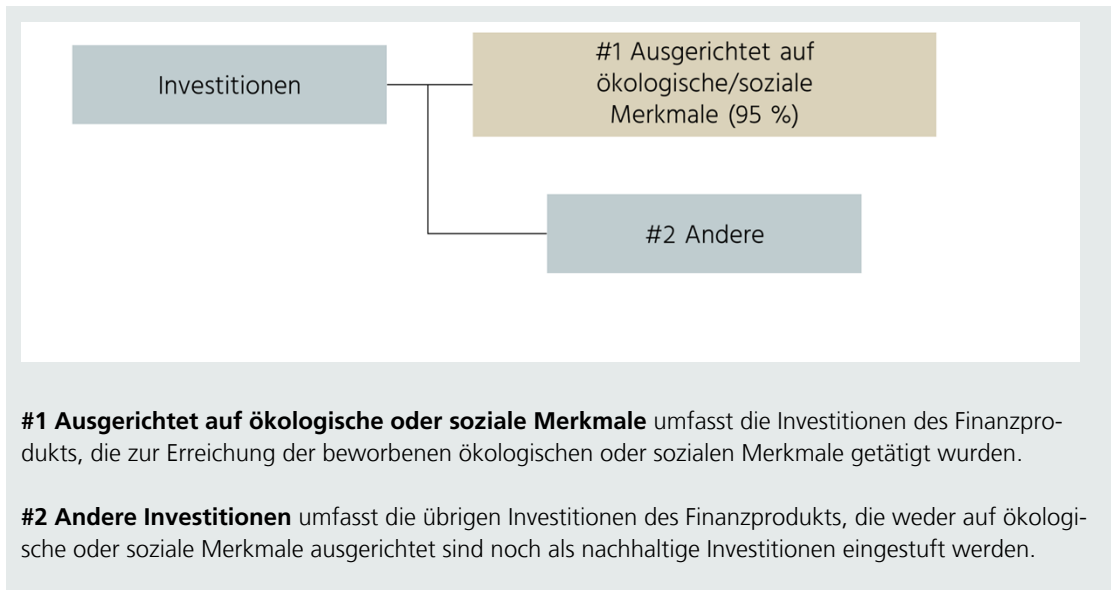 Investitionen
#1 Ausgerichtet auf
ökologische/soziale
Merkmale (95 %)
#2 Andere
#1 Ausgerichtet auf ökologische oder soziale Merkmale umfasst die Investitionen des Finanzpro-
dukts, die zur Erreichung der beworbenen ökologischen oder sozialen Merkmale getätigt wurden.
#2 Andere Investitionen umfasst die übrigen Investitionen des Finanzprodukts, die weder auf ökologi-
sche oder soziale Merkmale ausgerichtet sind noch als nachhaltige Investitionen eingestuft werden.